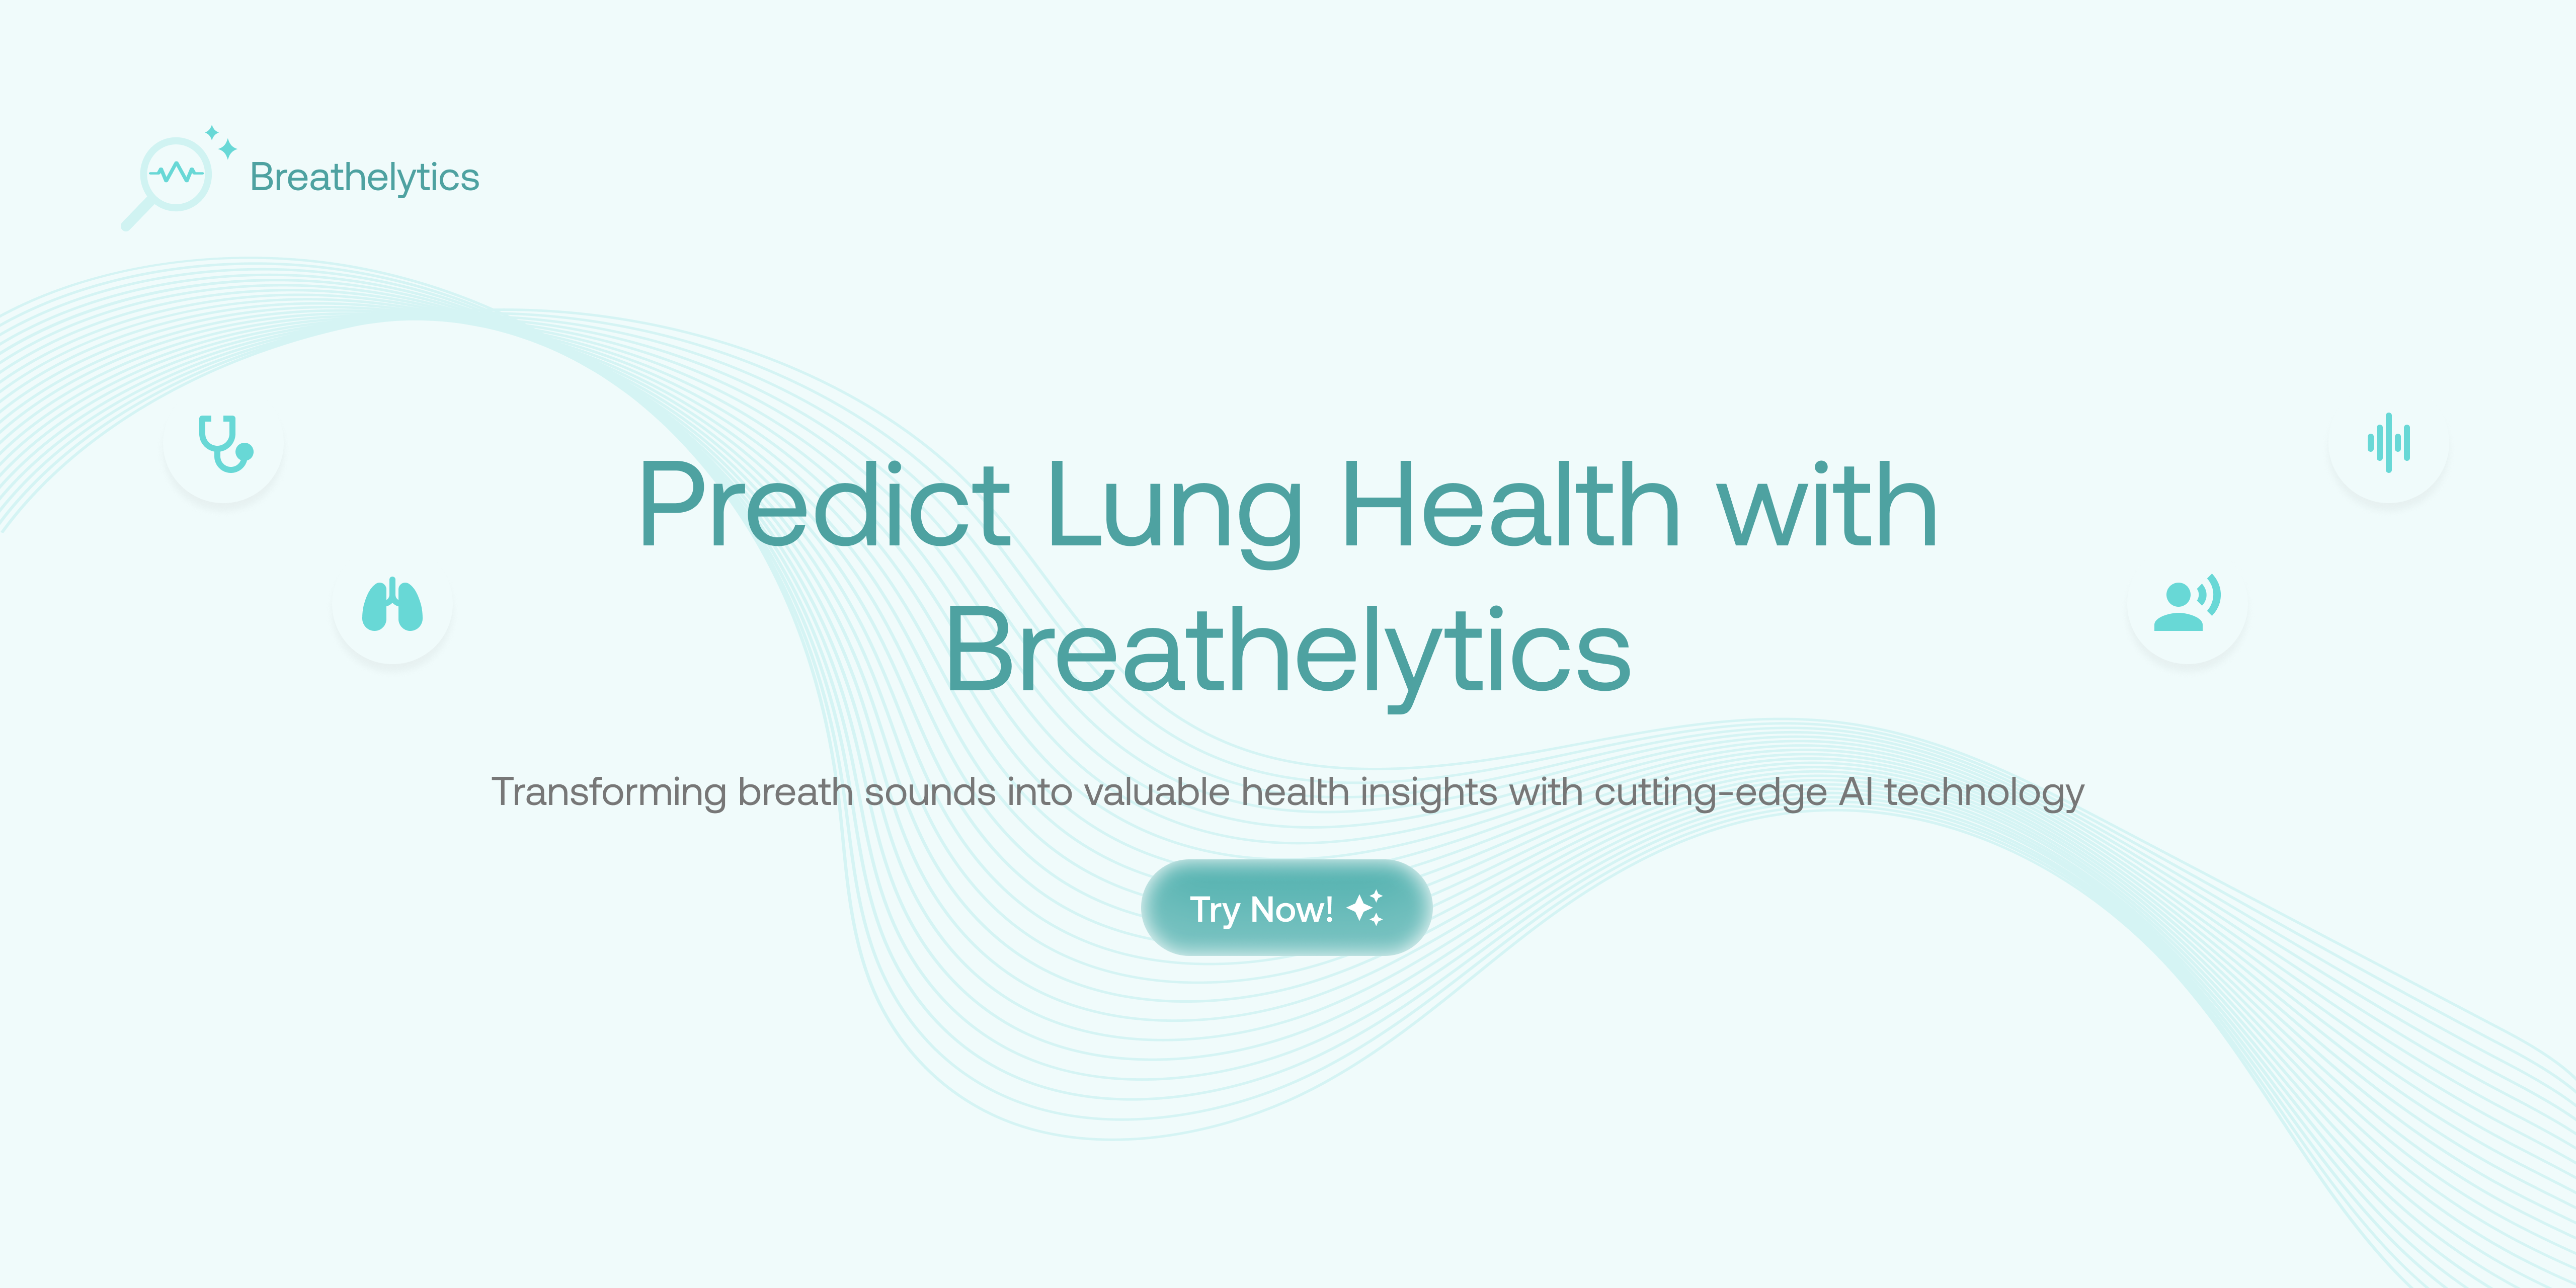 Breathelytics
Predict Lung Health with
Breathelytics
Transforming breath sounds into valuable health insights with cutting-edge AI technology
Try Now!